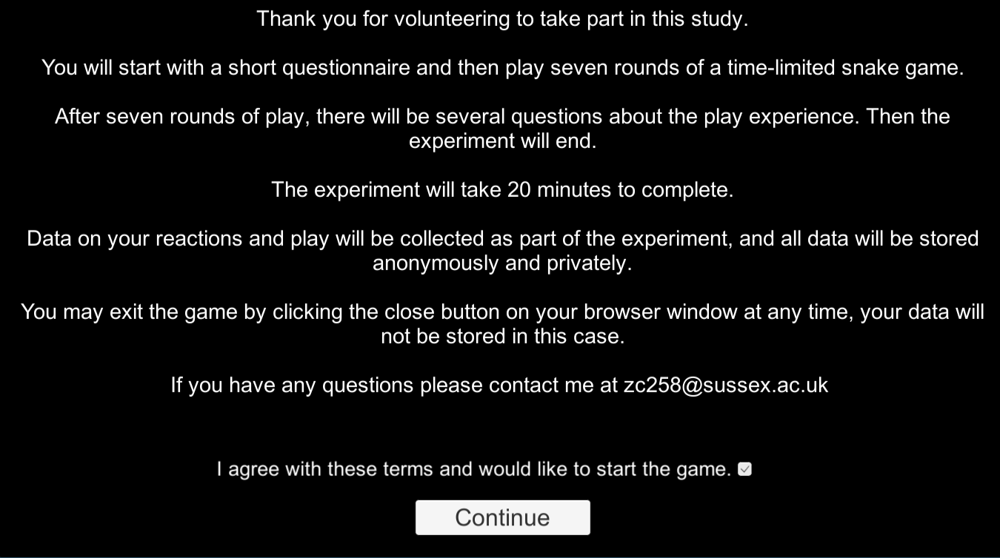 Thank you for volunteering to take part in this study.
You will start with a short questionnaire and then play seven rounds of a time-limited snake game.
After seven rounds of play, there will be several questions about the play experience. Then the
experiment will end.
The experiment will take 20 minutes to complete.
Data on your reactions and play will be collected as part of the experiment, and all data will be stored
anonymously and privately.
You may exit the game by clicking the close button on your browser window at any time, your data will
not be stored in this case.
If you have any questions please contact me at zc258@sussex.ac.uk
I agree with these terms and would like to start the game.
Continue